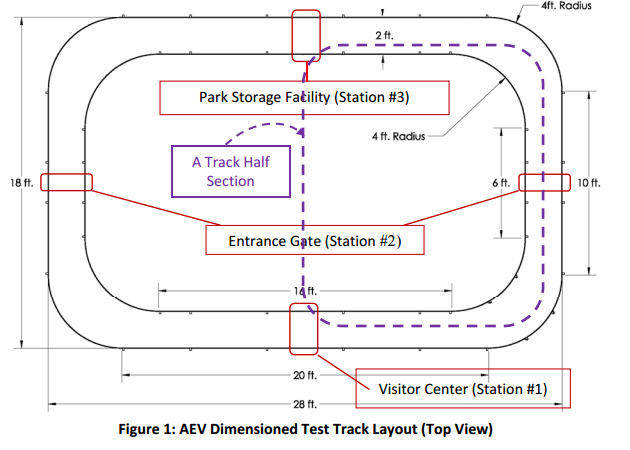 4ft. Radius
2 ft.
Park Storage Facility (Station #3)
4 ft. Radius
A Track Half
Section
18 ft.
6 ft.
10 ft.
Entrance Gate (Station #2)
16 ft.
20 ft.
Visitor Center (Station #1)
28 ft.
Figure 1: AEV Dimensioned Test Track Layout (Top View)